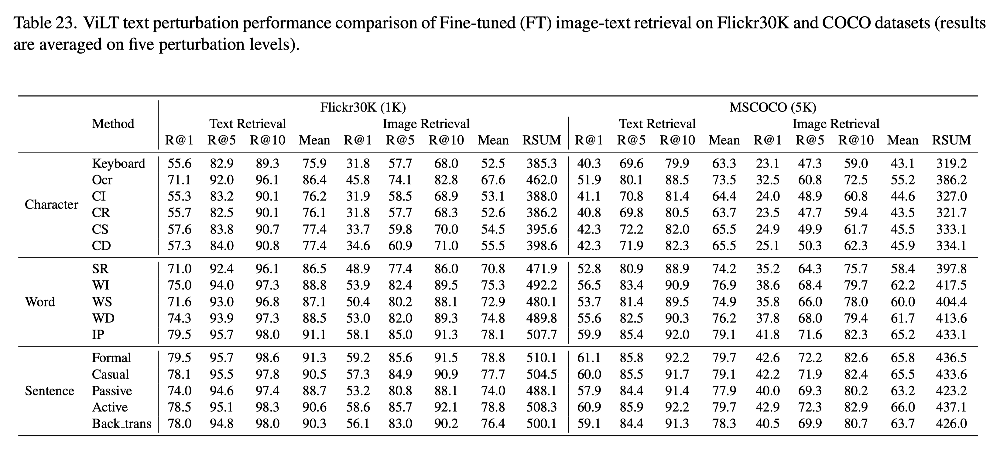 Table 23. ViLT text perturbation performance comparison of Fine-tuned (FT) image-text retrieval on Flickr30K and COCO datasets (results
are averaged on five perturbation levels).
Flickr30K (1K) MSCOCO (5K)
Method Text Retrieval Image Retrieval Text Retrieval Image Retrieval
R@1 R@5 R@10 Mean R@1 R@5 R@10 Mean RSUM R@1 R@5 R@10 Mean R@1 R@5 R@10 Mean RSUM
Character
Keyboard 55.6 82.9 89.3 75.9 31.8 57.7 68.0 52.5 385.3 40.3 69.6 79.9 63.3 23.1 47.3 59.0 43.1 319.2
Ocr 71.1 92.0 96.1 86.4 45.8 74.1 82.8 67.6 462.0 51.9 80.1 88.5 73.5 32.5 60.8 72.5 55.2 386.2
CI 55.3 83.2 90.1 76.2 31.9 58.5 68.9 53.1 388.0 41.1 70.8 81.4 64.4 24.0 48.9 60.8 44.6 327.0
CR 55.7 82.5 90.1 76.1 31.8 57.7 68.3 52.6 386.2 40.8 69.8 80.5 63.7 23.5 47.7 59.4 43.5 321.7
CS 57.6 83.8 90.7 77.4 33.7 59.8 70.0 54.5 395.6 42.3 72.2 82.0 65.5 24.9 49.9 61.7 45.5 333.1
CD 57.3 84.0 90.8 77.4 34.6 60.9 71.0 55.5 398.6 42.3 71.9 82.3 65.5 25.1 50.3 62.3 45.9 334.1
Word
SR 71.0 92.4 96.1 86.5 48.9 77.4 86.0 70.8 471.9 52.8 80.9 88.9 74.2 35.2 64.3 75.7 58.4 397.8
WI 75.0 94.0 97.3 88.8 53.9 82.4 89.5 75.3 492.2 56.5 83.4 90.9 76.9 38.6 68.4 79.7 62.2 417.5
WS 71.6 93.0 96.8 87.1 50.4 80.2 88.1 72.9 480.1 53.7 81.4 89.5 74.9 35.8 66.0 78.0 60.0 404.4
WD 74.3 93.9 97.3 88.5 53.0 82.0 89.3 74.8 489.8 55.6 82.5 90.3 76.2 37.8 68.0 79.4 61.7 413.6
IP 79.5 95.7 98.0 91.1 58.1 85.0 91.3 78.1 507.7 59.9 85.4 92.0 79.1 41.8 71.6 82.3 65.2 433.1
Sentence
Formal 79.5 95.7 98.6 91.3 59.2 85.6 91.5 78.8 510.1 61.1 85.8 92.2 79.7 42.6 72.2 82.6 65.8 436.5
Casual 78.1 95.5 97.8 90.5 57.3 84.9 90.9 77.7 504.5 60.0 85.5 91.7 79.1 42.2 71.9 82.4 65.5 433.6
Passive 74.0 94.6 97.4 88.7 53.2 80.8 88.1 74.0 488.1 57.9 84.4 91.4 77.9 40.0 69.3 80.2 63.2 423.2
Active 78.5 95.1 98.3 90.6 58.6 85.7 92.1 78.8 508.3 60.9 85.9 92.2 79.7 42.9 72.3 82.9 66.0 437.1
Back_trans 78.0 94.8 98.0 90.3 56.1 83.0 90.2 76.4 500.1 59.1 84.4 91.3 78.3 40.5 69.9 80.7 63.7 426.0